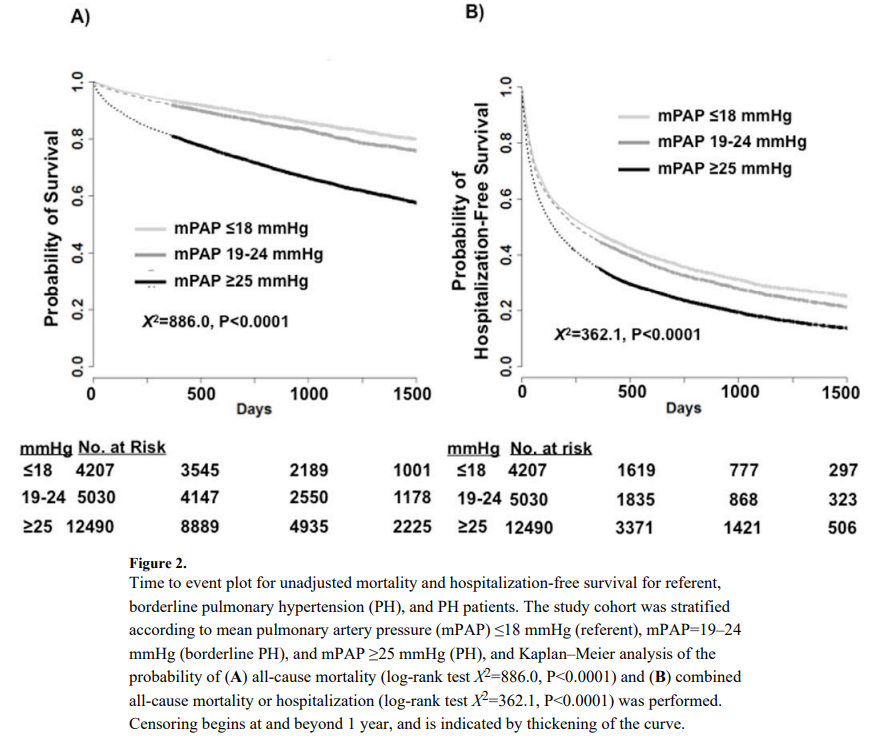 A)
Probability of Survival
1.0
0.8
0.6
0.4
0.2
0.0
mPAP ≤18 mmHg
mPAP 19-24 mmHg
mPAP ≥25 mmHg
X²=886.0, P<0.0001
0 500 1000 1500
Days
mmHg No. at Risk
≤18 4207 3545 2189 1001
19-24 5030 4147 2550 1178
≥25 12490 8889 4935 2225
B)
Probability of
Hospitalization-Free Survival
1.0
0.8
0.6
0.4
0.2
0.0
mPAP ≤18 mmHg
mPAP 19-24 mmHg
mPAP ≥25 mmHg
X²=362.1, P<0.0001
0 500 1000 1500
Days
mmHg No. at risk
≤18 4207 1619 777 297
19-24 5030 1835 868 323
≥25 12490 3371 1421 506
Figure 2.
Time to event plot for unadjusted mortality and hospitalization-free survival for referent,
borderline pulmonary hypertension (PH), and PH patients. The study cohort was stratified
according to mean pulmonary artery pressure (mPAP) ≤18 mmHg (referent), mPAP=19–24
mmHg (borderline PH), and mPAP ≥25 mmHg (PH), and Kaplan–Meier analysis of the
probability of (A) all-cause mortality (log-rank test X²=886.0, P<0.0001) and (B) combined
all-cause mortality or hospitalization (log-rank test X²=362.1, P<0.0001) was performed.
Censoring begins at and beyond 1 year, and is indicated by thickening of the curve.